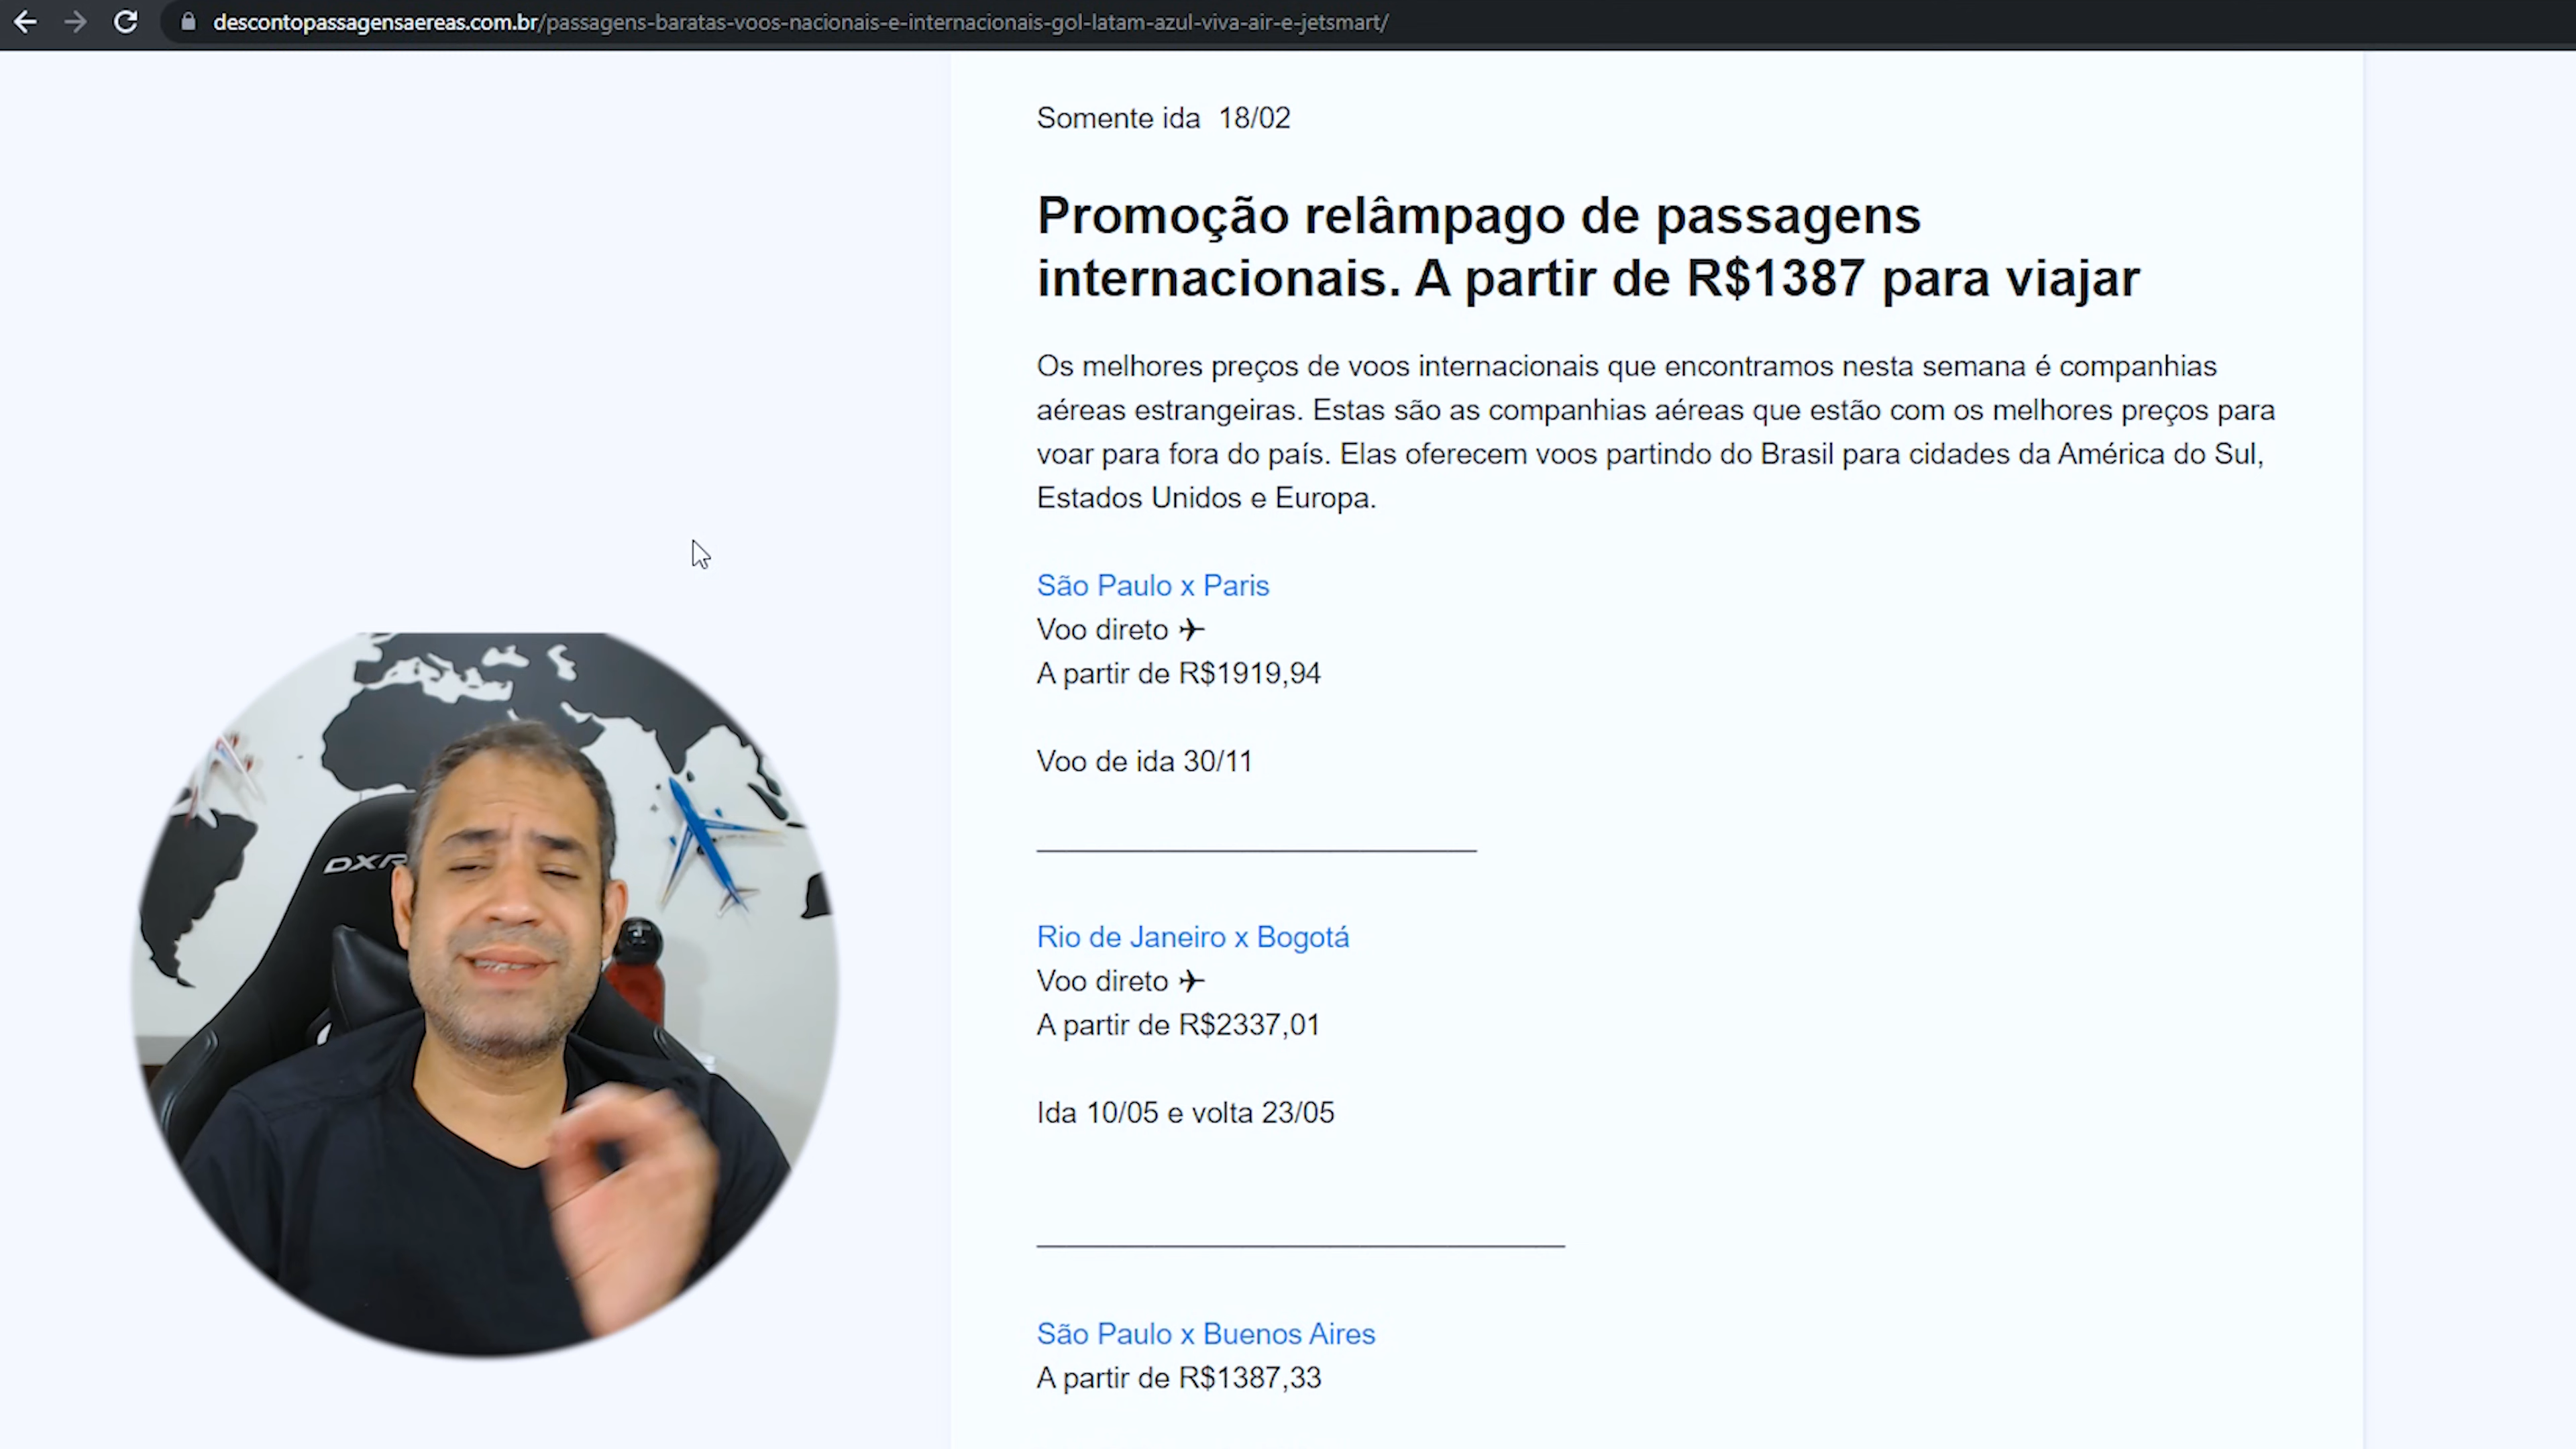 descontopassagensaereas.com.br/passagens-baratas-voos-nacionais-e-internacionais-gol-latam-azul-viva-air-e-jetsmart/
Somente ida 18/02
Promoção relâmpago de passagens
internacionais. A partir de R$1387 para viajar
Os melhores preços de voos internacionais que encontramos nesta semana é companhias
aéreas estrangeiras. Estas são as companhias aéreas que estão com os melhores preços para
voar para fora do país. Elas oferecem voos partindo do Brasil para cidades da América do Sul,
Estados Unidos e Europa.
São Paulo x Paris
Voo direto ✈
A partir de R$1919,94
Voo de ida 30/11
Rio de Janeiro x Bogotá
Voo direto ✈
A partir de R$2337,01
Ida 10/05 e volta 23/05
São Paulo x Buenos Aires
A partir de R$1387,33
DXR